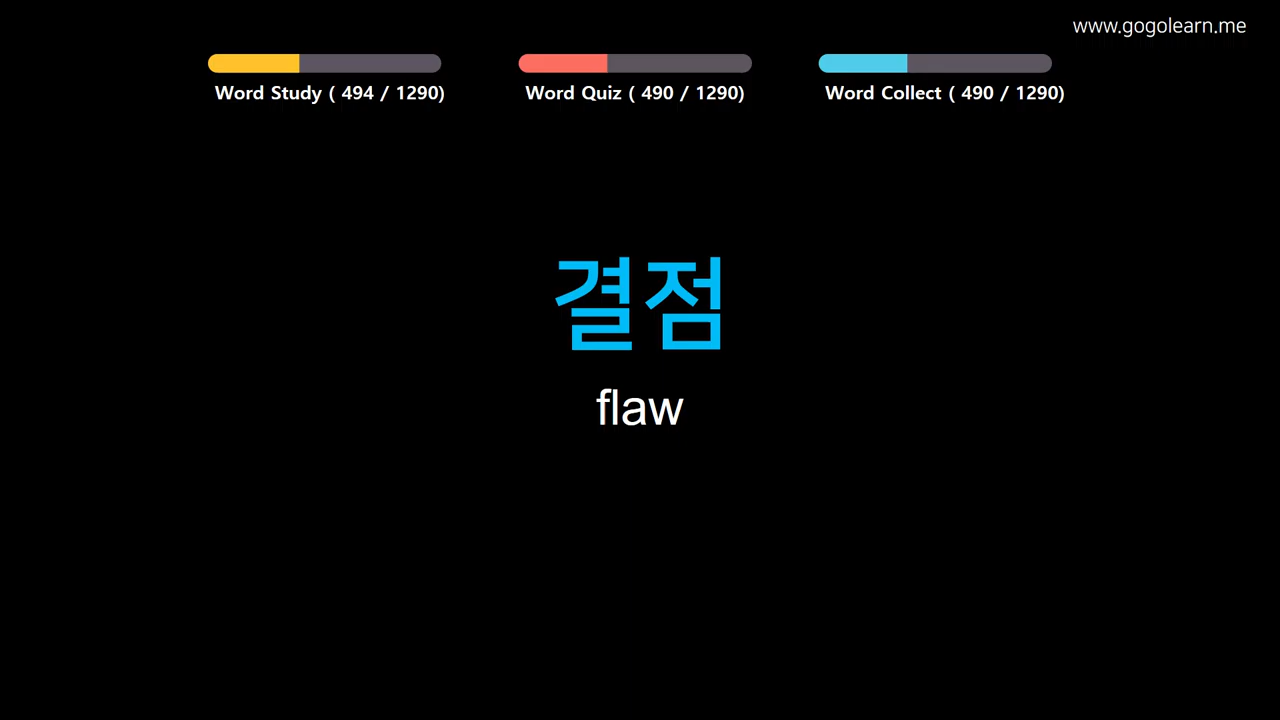 www.gogolearn.me
Word Study ( 494 / 1290)
Word Quiz ( 490 / 1290)
Word Collect ( 490 / 1290)
결점
flaw